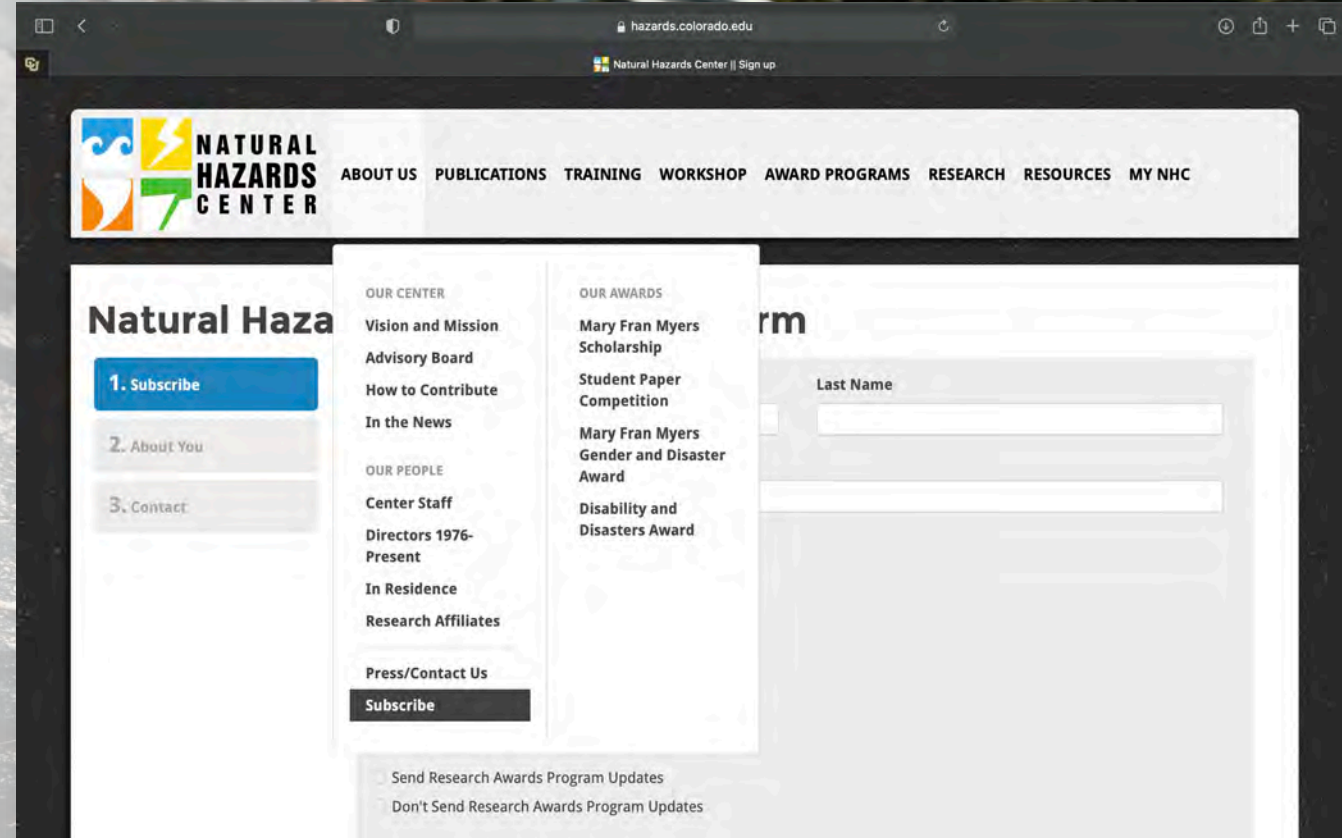 hazards.colorado.edu
Natural Hazards Center || Sign up
NATURAL
HAZARDS
CENTER
ABOUT US PUBLICATIONS TRAINING WORKSHOP AWARD PROGRAMS RESEARCH RESOURCES MY NHC
Natural Haza
rm
1. Subscribe
2. About You
3. Contact
OUR CENTER
Vision and Mission
Advisory Board
How to Contribute
In the News
OUR PEOPLE
Center Staff
Directors 1976-
Present
In Residence
Research Affiliates
Press/Contact Us
Subscribe
OUR AWARDS
Mary Fran Myers
Scholarship
Student Paper
Competition
Mary Fran Myers
Gender and Disaster
Award
Disability and
Disasters Award
Last Name
Send Research Awards Program Updates
Don't Send Research Awards Program Updates